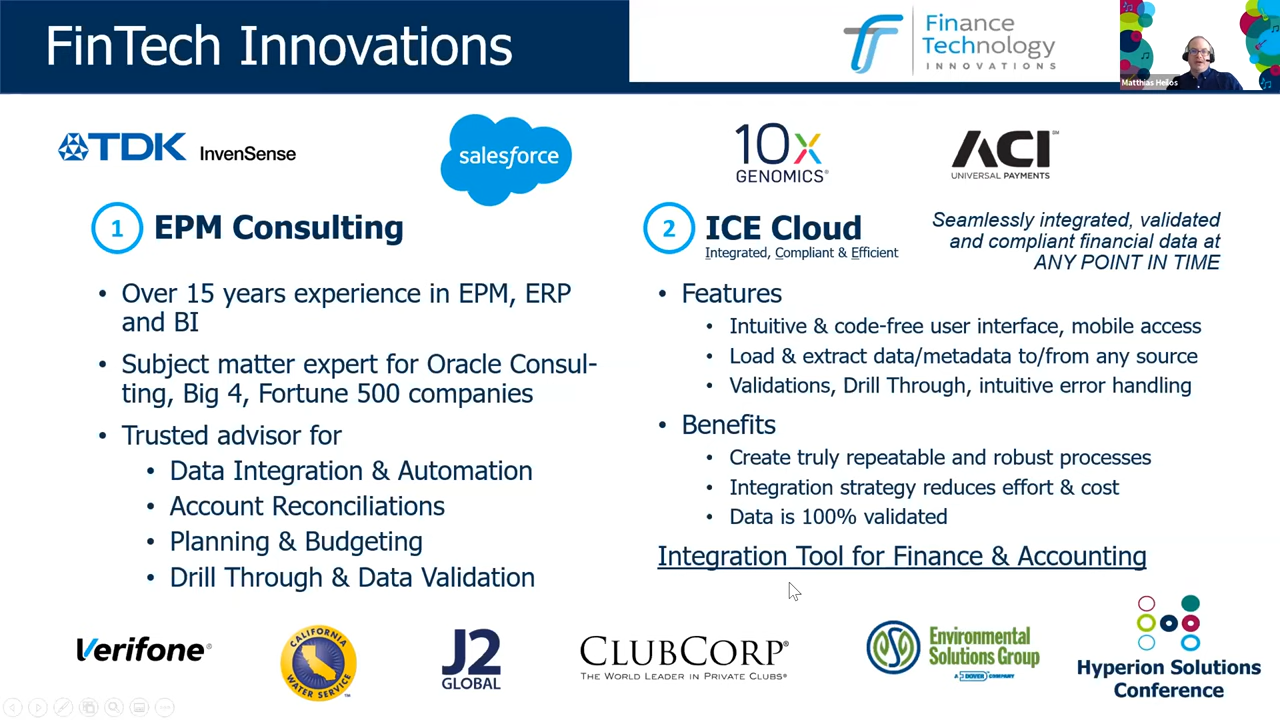 FinTech Innovations
Finance
Technology
INNOVATIONS
Matthias Heilos
TDK InvenSense
salesforce
10x
GENOMICS®
ACI℠
UNIVERSAL PAYMENTS
1 EPM Consulting
• Over 15 years experience in EPM, ERP
and BI
• Subject matter expert for Oracle Consul-
ting, Big 4, Fortune 500 companies
• Trusted advisor for
• Data Integration & Automation
• Account Reconciliations
• Planning & Budgeting
• Drill Through & Data Validation
2 ICE Cloud
Integrated, Compliant & Efficient
Seamlessly integrated, validated
and compliant financial data at
ANY POINT IN TIME
• Features
• Intuitive & code-free user interface, mobile access
• Load & extract data/metadata to/from any source
• Validations, Drill Through, intuitive error handling
• Benefits
• Create truly repeatable and robust processes
• Integration strategy reduces effort & cost
• Data is 100% validated
Integration Tool for Finance & Accounting
Verifone®
CALIFORNIA
WATER SERVICE™
J2
GLOBAL
CLUBCORP®
THE WORLD LEADER IN PRIVATE CLUBS®
Environmental
Solutions Group
A DOVER COMPANY
Hyperion Solutions
Conference